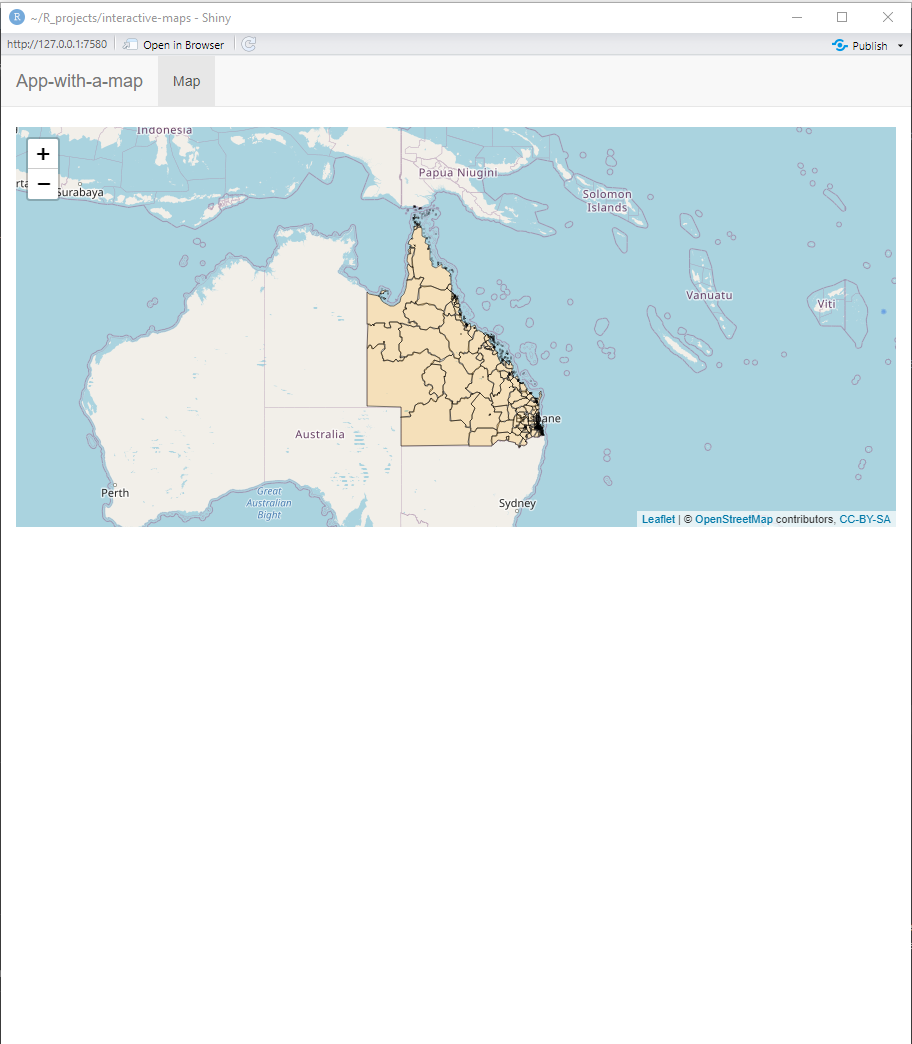 R ~/R_projects/interactive-maps - Shiny
http://127.0.0.1:7580 Open in Browser Publish
App-with-a-map Map
Indonesia
+
Papua Niugini
Surabaya
−
Solomon
Islands
Vanuatu
Viti
Australia
Perth
Great
Australian
Bight
Sydney
Leaflet | © OpenStreetMap contributors, CC-BY-SA